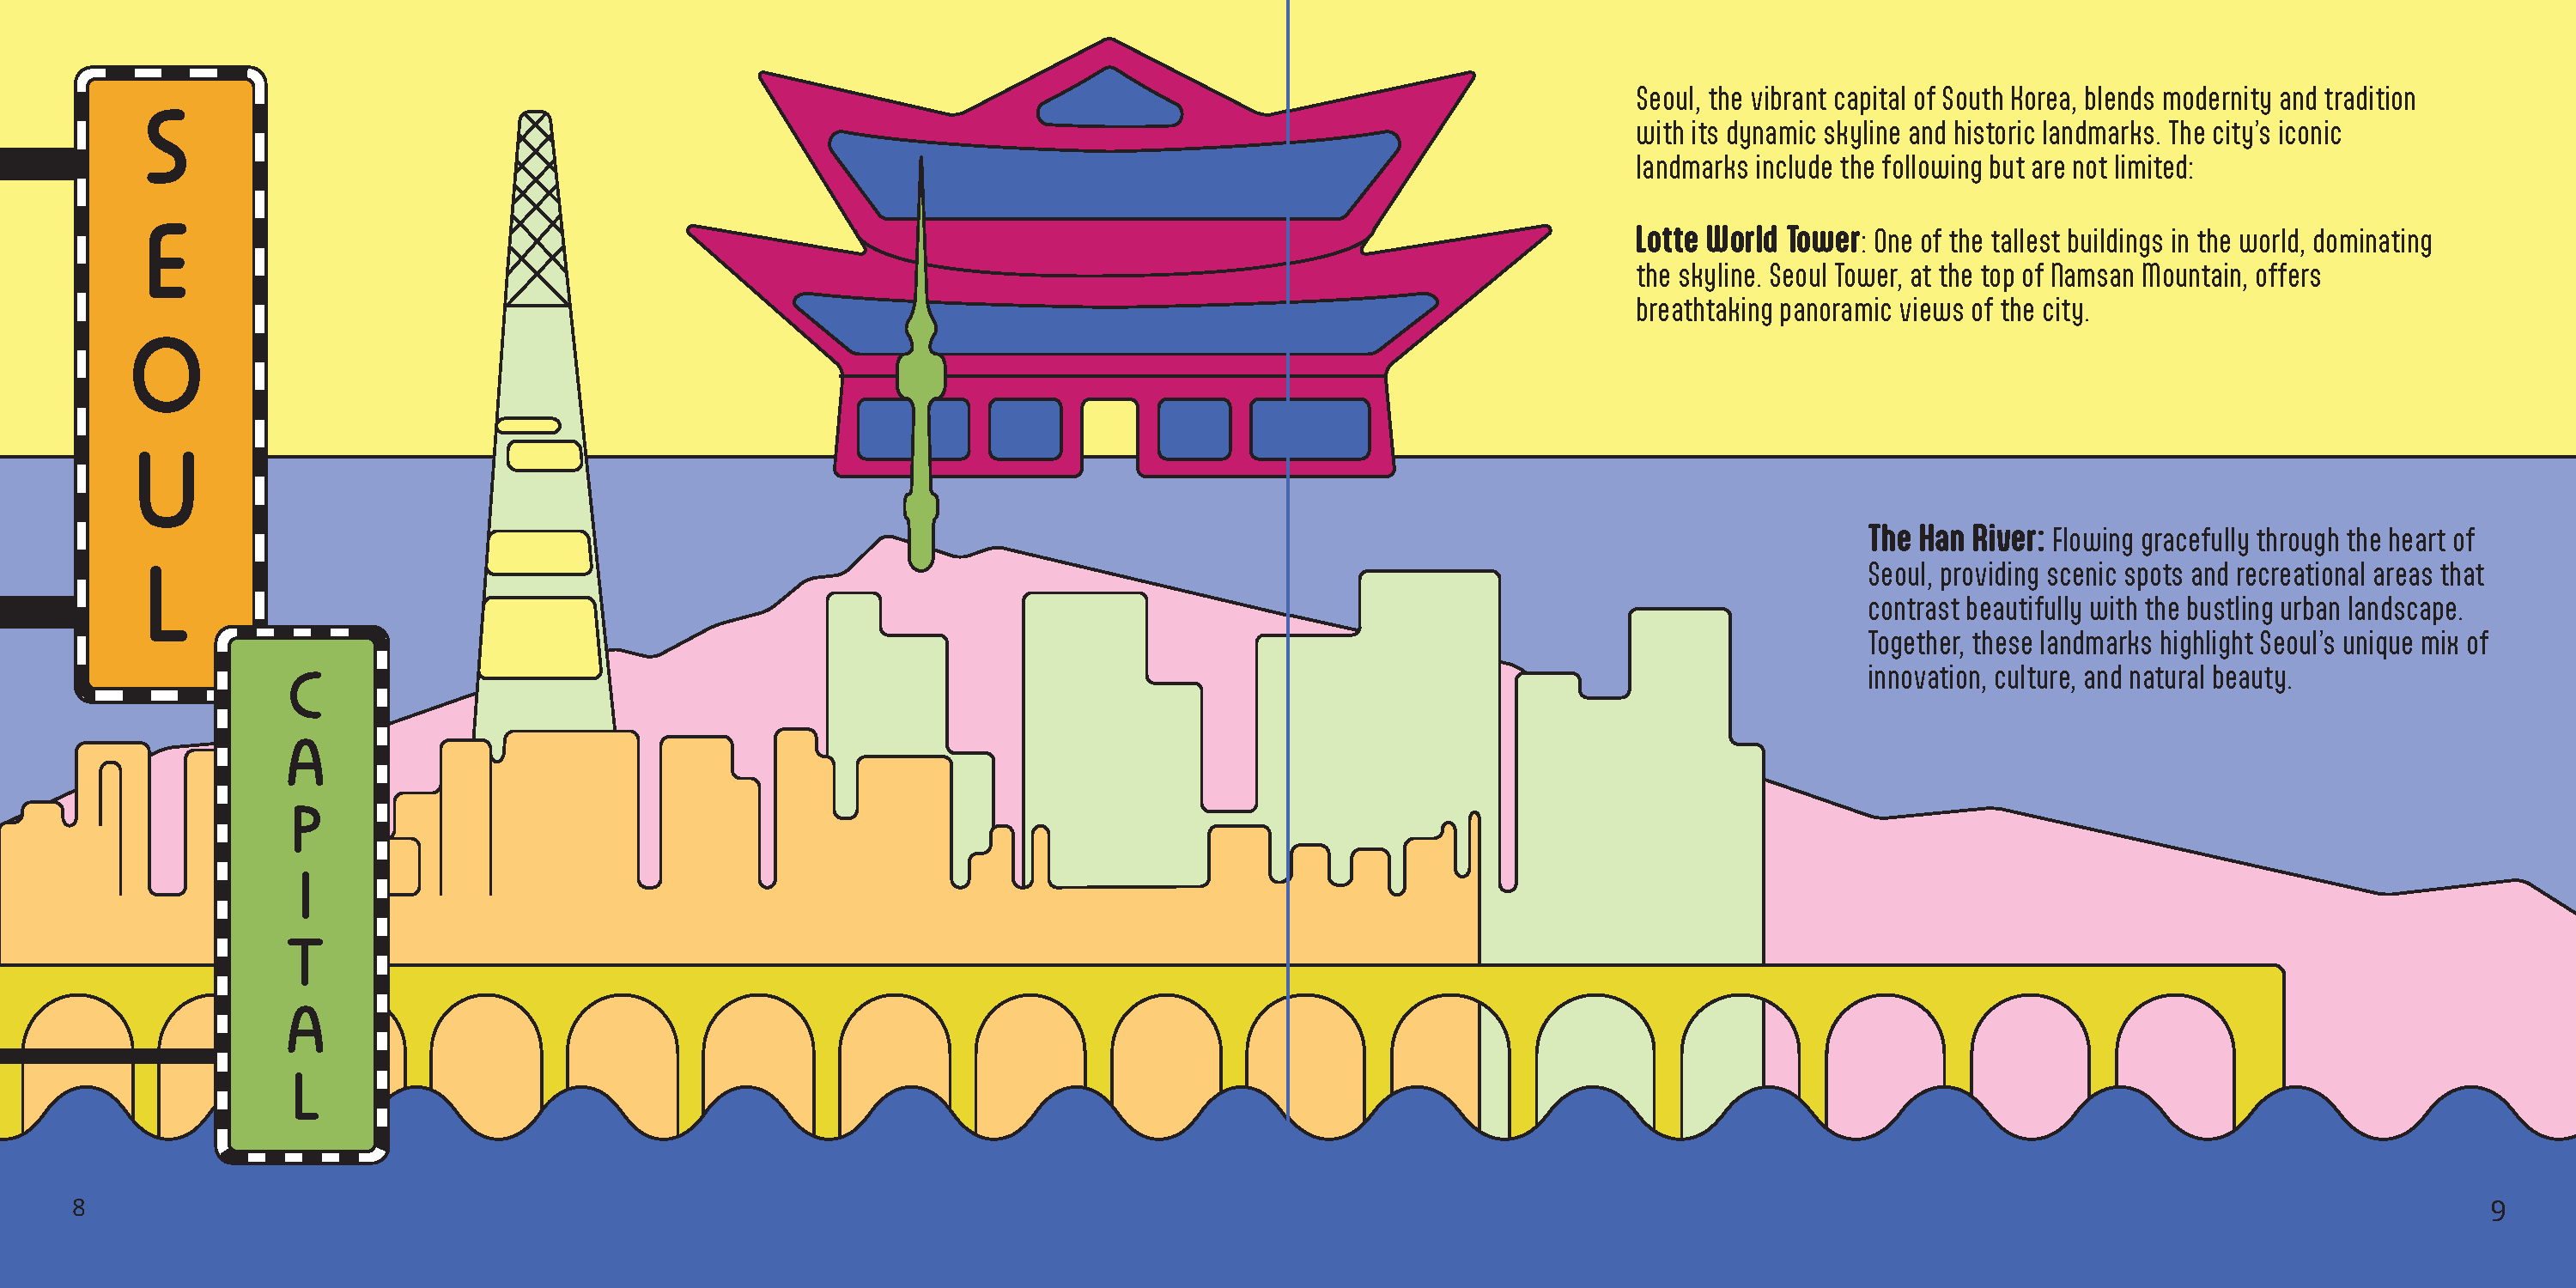 SEOUL
CAPITAL
Seoul, the vibrant capital of South Korea, blends modernity and tradition
with its dynamic skyline and historic landmarks. The city's iconic
landmarks include the following but are not limited:
Lotte World Tower: One of the tallest buildings in the world, dominating
the skyline. Seoul Tower, at the top of Namsan Mountain, offers
breathtaking panoramic views of the city.
The Han River: Flowing gracefully through the heart of
Seoul, providing scenic spots and recreational areas that
contrast beautifully with the bustling urban landscape.
Together, these landmarks highlight Seoul's unique mix of
innovation, culture, and natural beauty.
8
9